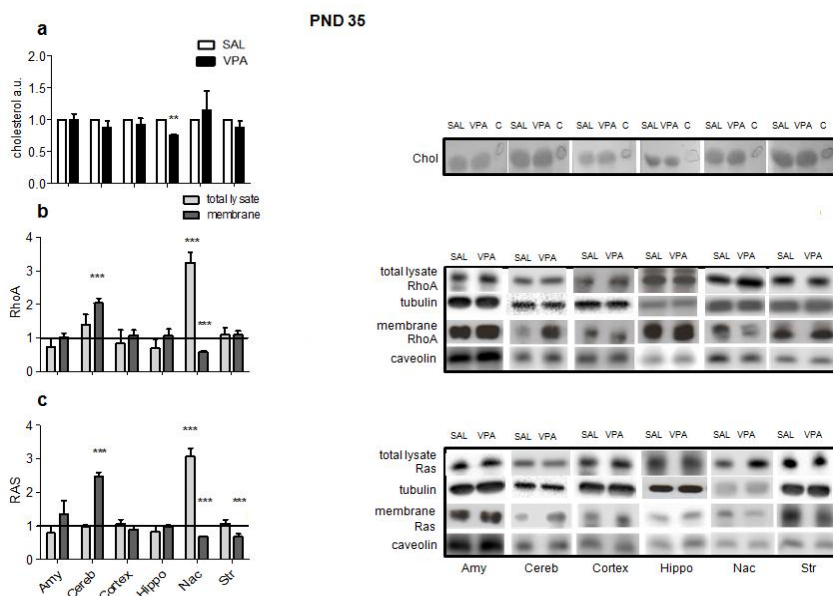 PND 35
a
SAL
VPA
2.0
1.5
1.0
0.5
0.0
cholesterol a.u.
**
total lysate
membrane
b
4
3
2
1
0
RhoA
***
***
***
c
4
3
2
1
0
RAS
***
***
***
***
Amy Cereb Cortex Hippo Nac Str
SAL VPA C SAL VPA C SAL VPA C SAL VPA C SAL VPA C SAL VPA C
Chol
SAL VPA SAL VPA SAL VPA SAL VPA SAL VPA SAL VPA
total lysate
RhoA
tubulin
membrane
RhoA
caveolin
SAL VPA SAL VPA SAL VPA SAL VPA SAL VPA SAL VPA
total lysate
Ras
tubulin
membrane
Ras
caveolin
Amy Cereb Cortex Hippo Nac Str